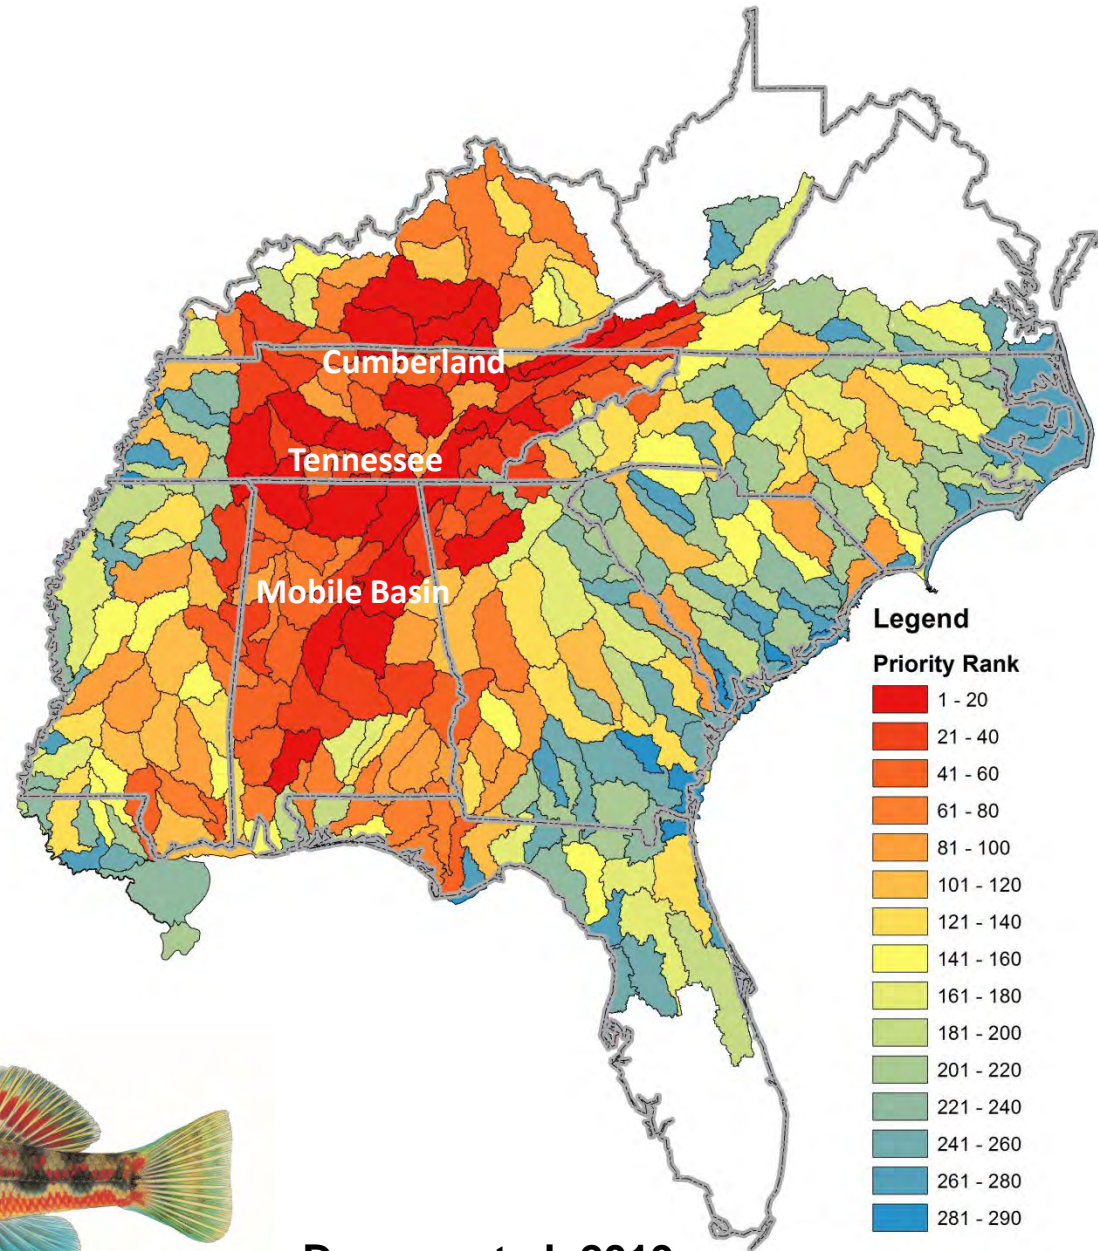 Cumberland
Tennessee
Mobile Basin
Legend
Priority Rank
1 - 20
21 - 40
41 - 60
61 - 80
81 - 100
101 - 120
121 - 140
141 - 160
161 - 180
181 - 200
201 - 220
221 - 240
241 - 260
261 - 280
281 - 290